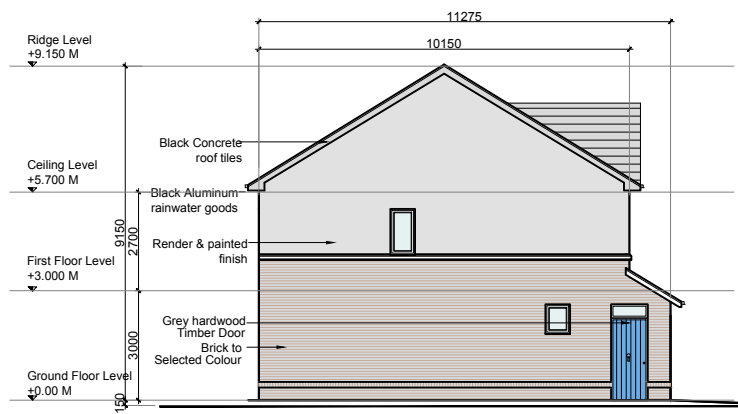 11275
10150
Ridge Level
+9.150 M
Black Concrete
roof tiles
Ceiling Level
+5.700 M
Black Aluminum
rainwater goods
9150
2700
Render & painted
finish
First Floor Level
+3.000 M
Grey hardwood
Timber Door
Brick to
Selected Colour
3000
Ground Floor Level
+0.00 M
150